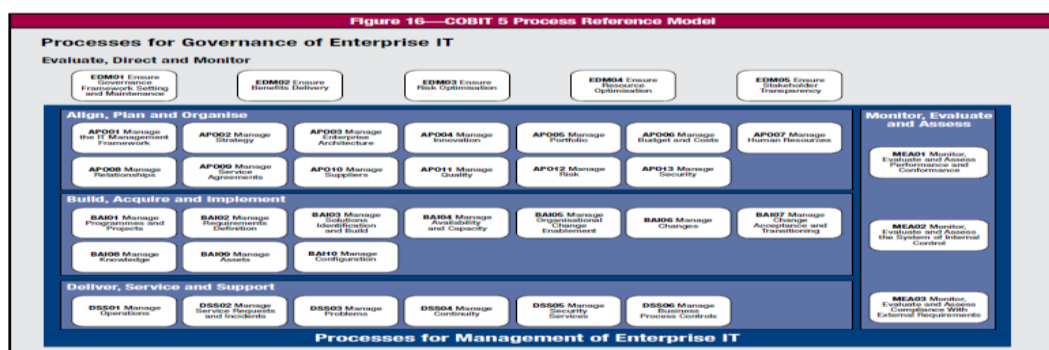 Figure 16—COBIT 5 Process Reference Model
Processes for Governance of Enterprise IT
Evaluate, Direct and Monitor
EDM01 Ensure
Governance
Framework Setting
and Maintenance
EDM02 Ensure
Benefits Delivery
EDM03 Ensure
Risk Optimisation
EDM04 Ensure
Resource
Optimisation
EDM05 Ensure
Stakeholder
Transparency
Align, Plan and Organise
APO01 Manage
the IT Management
Framework
APO02 Manage
Strategy
APO03 Manage
Enterprise
Architecture
APO04 Manage
Innovation
APO05 Manage
Portfolio
APO06 Manage
Budget and Costs
APO07 Manage
Human Resources
APO08 Manage
Relationships
APO09 Manage
Service
Agreements
APO10 Manage
Suppliers
APO11 Manage
Quality
APO12 Manage
Risk
APO13 Manage
Security
Build, Acquire and Implement
BAI01 Manage
Programmes and
Projects
BAI02 Manage
Requirements
Definition
BAI03 Manage
Solutions
Identification
and Build
BAI04 Manage
Availability
and Capacity
BAI05 Manage
Organisational
Change
Enablement
BAI06 Manage
Changes
BAI07 Manage
Change
Acceptance and
Transitioning
BAI08 Manage
Knowledge
BAI09 Manage
Assets
BAI10 Manage
Configuration
Deliver, Service and Support
DSS01 Manage
Operations
DSS02 Manage
Service Requests
and Incidents
DSS03 Manage
Problems
DSS04 Manage
Continuity
DSS05 Manage
Security
Services
DSS06 Manage
Business
Process Controls
Monitor, Evaluate
and Assess
MEA01 Monitor,
Evaluate and Assess
Performance and
Conformance
MEA02 Monitor,
Evaluate and Assess
the System of Internal
Control
MEA03 Monitor,
Evaluate and Assess
Compliance With
External Requirements
Processes for Management of Enterprise IT